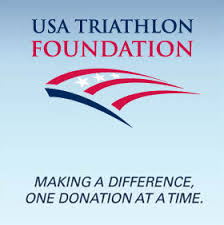 USA TRIATHLON
FOUNDATION
MAKING A DIFFERENCE,
ONE DONATION AT A TIME.